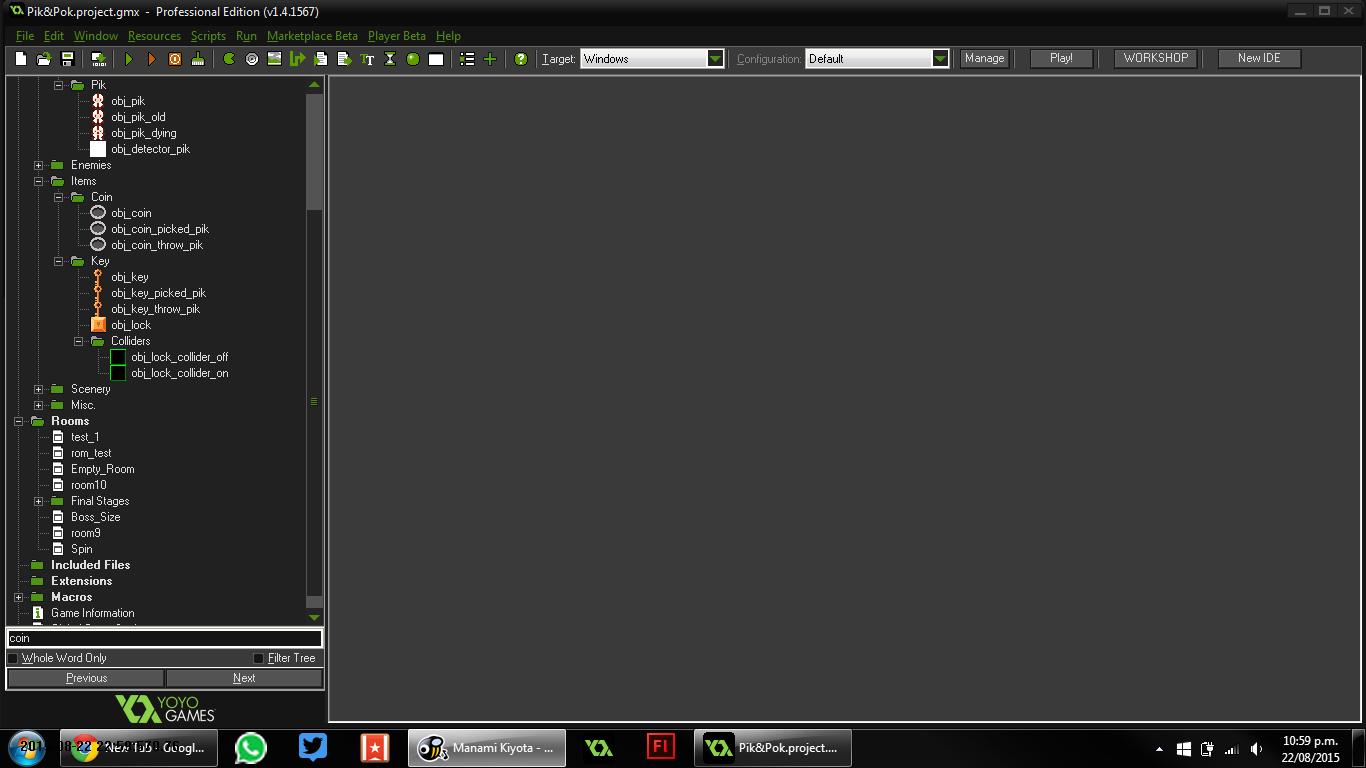 Pik&Pok.project.gmx - Professional Edition (v1.4.1567)
File Edit Window Resources Scripts Run Marketplace Beta Player Beta Help
Target: Windows Configuration: Default Manage Play! WORKSHOP New IDE
Pik
obj_pik
obj_pik_old
obj_pik_dying
obj_detector_pik
Enemies
Items
Coin
obj_coin
obj_coin_picked_pik
obj_coin_throw_pik
Key
obj_key
obj_key_picked_pik
obj_key_throw_pik
obj_lock
Colliders
obj_lock_collider_off
obj_lock_collider_on
Scenery
Misc.
Rooms
test_1
rom_test
Empty_Room
room10
Final Stages
Boss_Size
room9
Spin
Included Files
Extensions
Macros
Game Information
coin
Whole Word Only Filter Tree
Previous Next
YOYO
GAMES
New Tab - Googl... Manami Kiyota - ... Fl Pik&Pok.project....
10:59 p.m.
22/08/2015